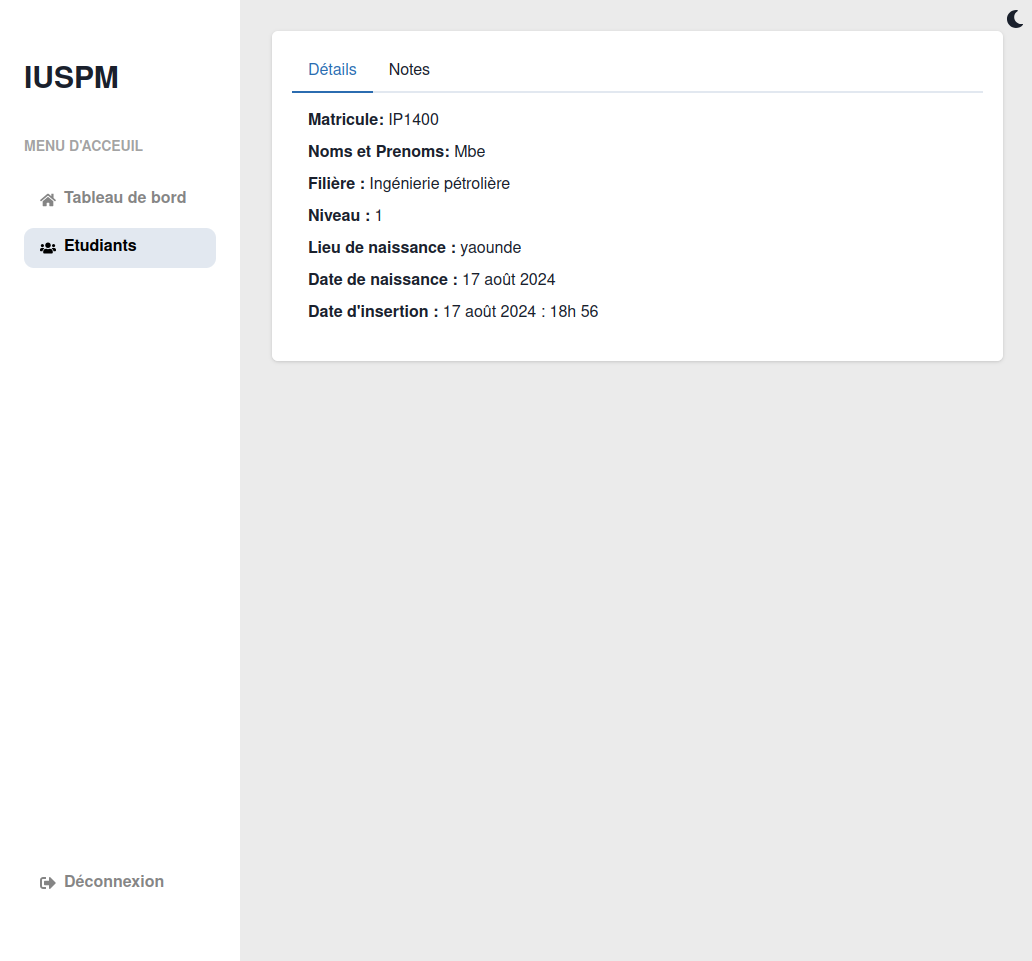 IUSPM
MENU D'ACCEUIL
Tableau de bord
Etudiants
Déconnexion
Détails
Notes
Matricule: IP1400
Noms et Prenoms: Mbe
Filière : Ingénierie pétrolière
Niveau : 1
Lieu de naissance : yaounde
Date de naissance : 17 août 2024
Date d'insertion : 17 août 2024 : 18h 56